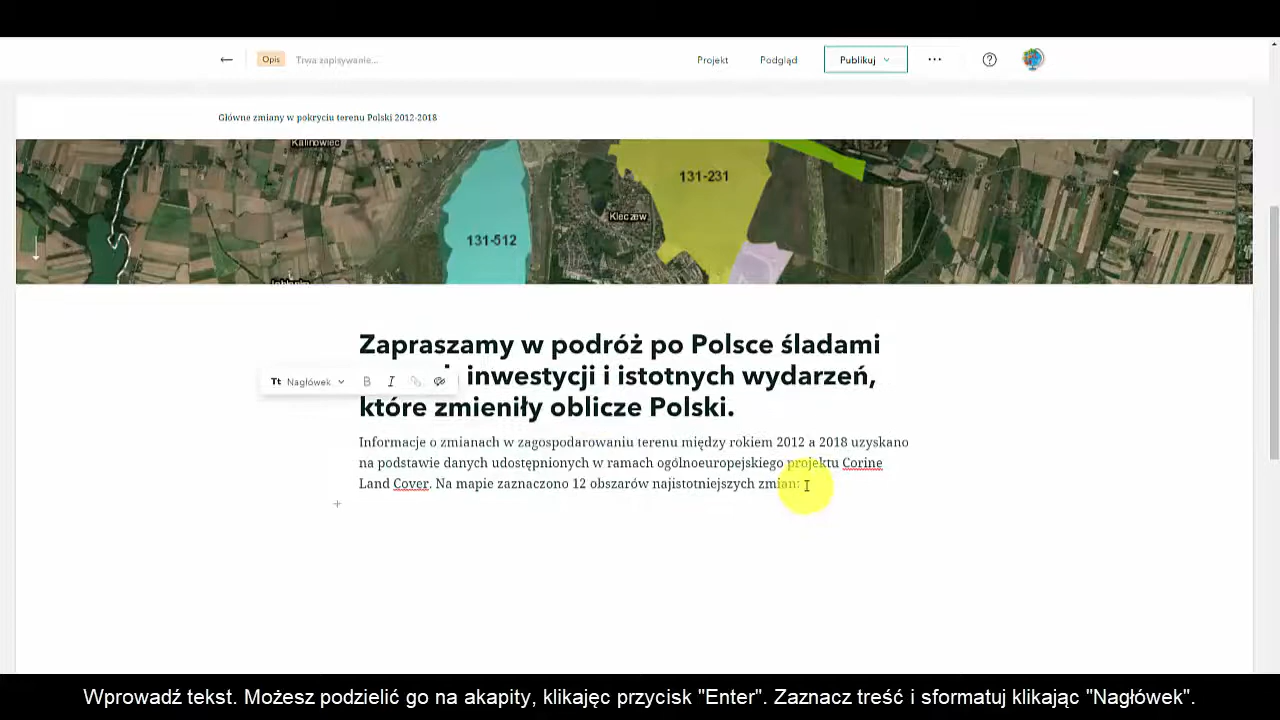 Opis
Trwa zapisywanie...
Projekt
Podgląd
Publikuj
Główne zmiany w pokryciu terenu Polski 2012-2018
Kalinowiec
131-231
Kleczew
131-512
Zapraszamy w podróż po Polsce śladami
inwestycji i istotnych wydarzeń,
Tt Nagłówek B I
które zmieniły oblicze Polski.
Informacje o zmianach w zagospodarowaniu terenu między rokiem 2012 a 2018 uzyskano
na podstawie danych udostępnionych w ramach ogólnoeuropejskiego projektu Corine
Land Cover. Na mapie zaznaczono 12 obszarów najistotniejszych zmian:
Wprowadź tekst. Możesz podzielić go na akapity, klikajęc przycisk "Enter". Zaznacz treść i sformatuj klikając "Nagłówek".